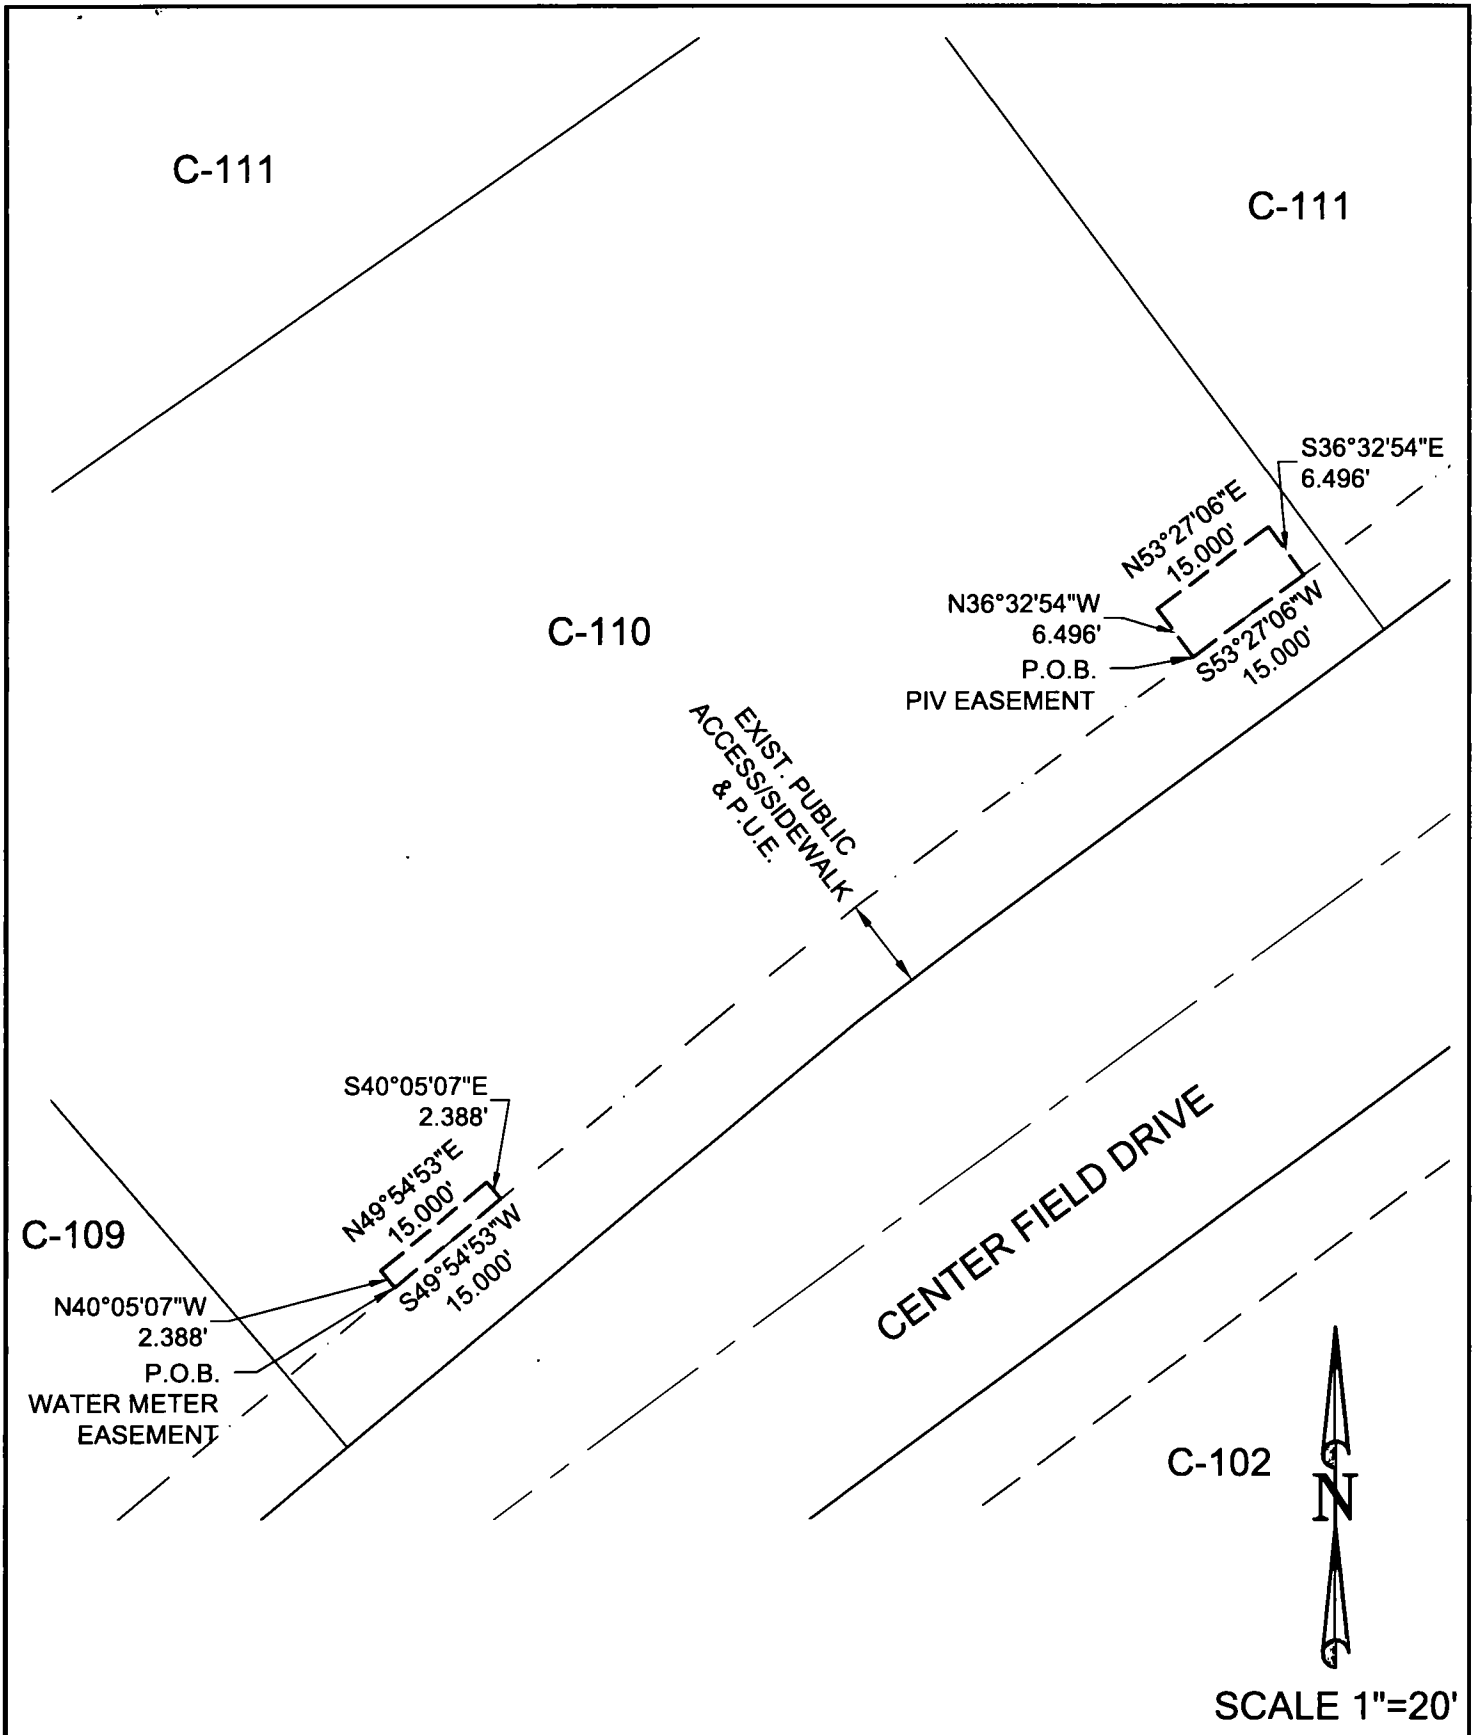 C-111
C-111
S36°32'54"E
6.496'
N53°27'06"E
15.000'
N36°32'54"W
6.496'
P.O.B.
PIV EASEMENT
S53°27'06"W
15.000'
C-110
EXIST. PUBLIC
ACCESS/SIDEWALK
& P.U.E.
S40°05'07"E
2.388'
N49°54'53"E
15.000'
S49°54'53"W
15.000'
C-109
N40°05'07"W
2.388'
P.O.B.
WATER METER
EASEMENT
CENTER FIELD DRIVE
C-102
N
SCALE 1"=20'